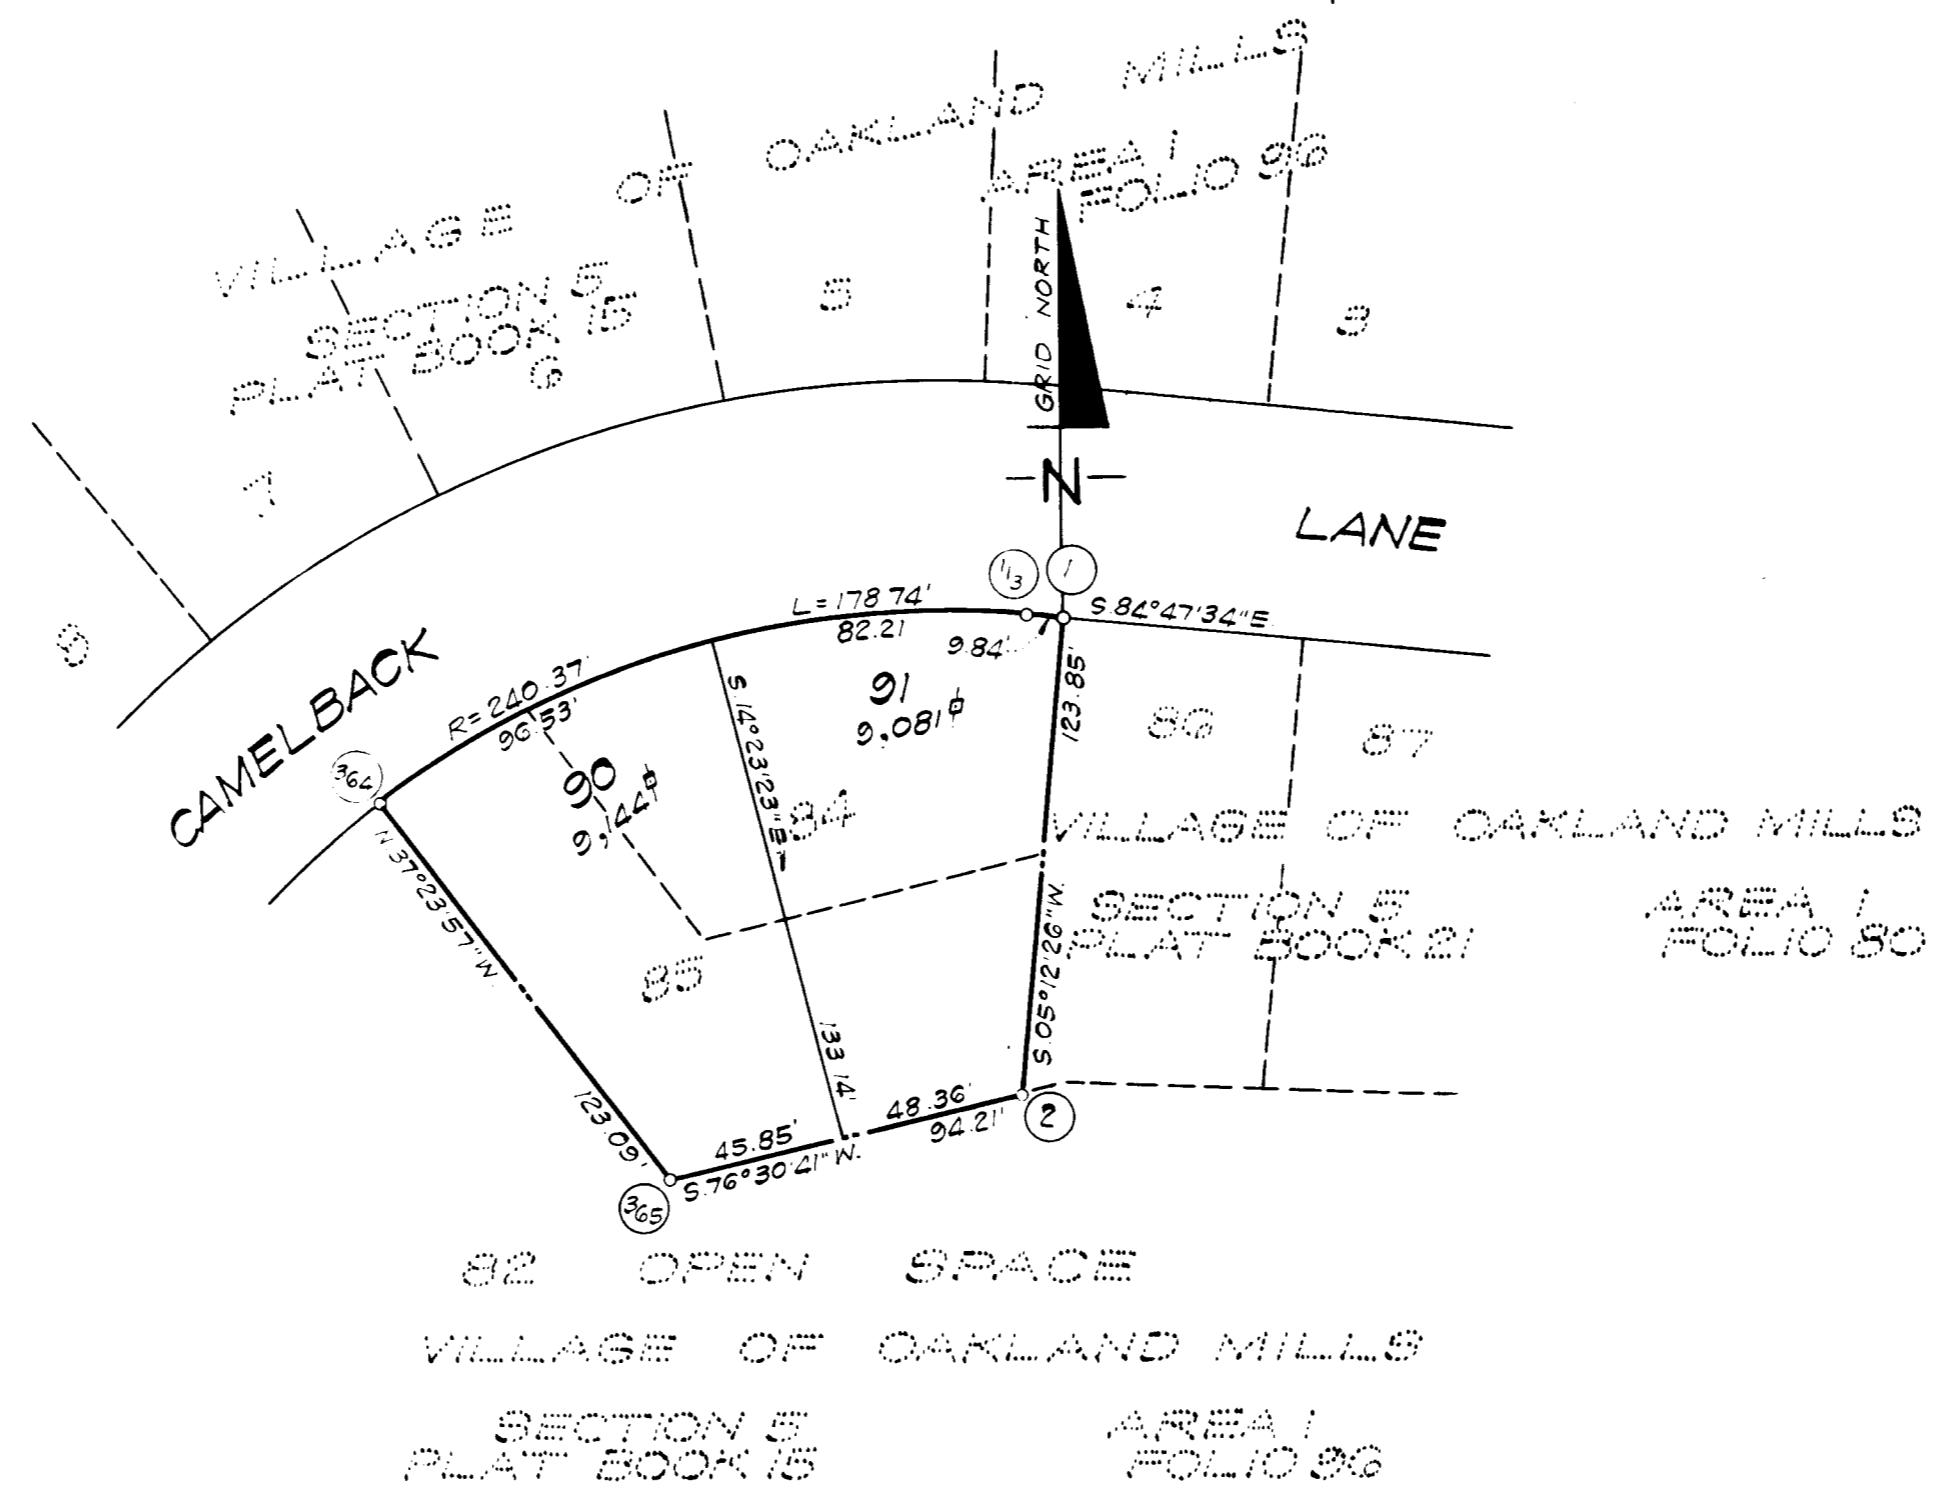 VILLAGE OF OAKLAND MILLS
SECTION 5 AREA 1
PLAT BOOK 15 FOLIO 96
8
7
6
5
4
3
GRID NORTH
N
CAMELBACK LANE
113
1
S.84°47'34"E.
L=178.74'
82.21
9.84'
R=240.37'
96.53'
364
91
9,081⌀
90
9,144⌀
S.14°23'23"E.
133.14'
84
85
86
87
123.85'
S.05°12'26"W.
N37°23'57"W.
123.09'
VILLAGE OF OAKLAND MILLS
SECTION 5 AREA 1
PLAT BOOK 21 FOLIO 80
48.36'
94.21'
2
45.85'
S.76°30'41"W.
365
82 OPEN SPACE
VILLAGE OF OAKLAND MILLS
SECTION 5 AREA 1
PLAT BOOK 15 FOLIO 96